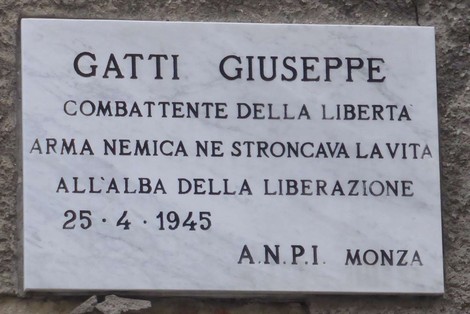 GATTI GIUSEPPE
COMBATTENTE DELLA LIBERTA
ARMA NEMICA NE STRONCAVA LA VITA
ALL'ALBA DELLA LIBERAZIONE
25 · 4 · 1945
A.N.P.I. MONZA